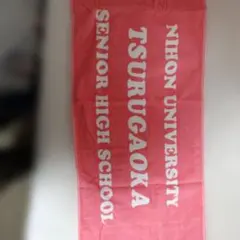 NIHON UNIVERSITY
TSURUGAOKA
SENIOR HIGH SCHOOL